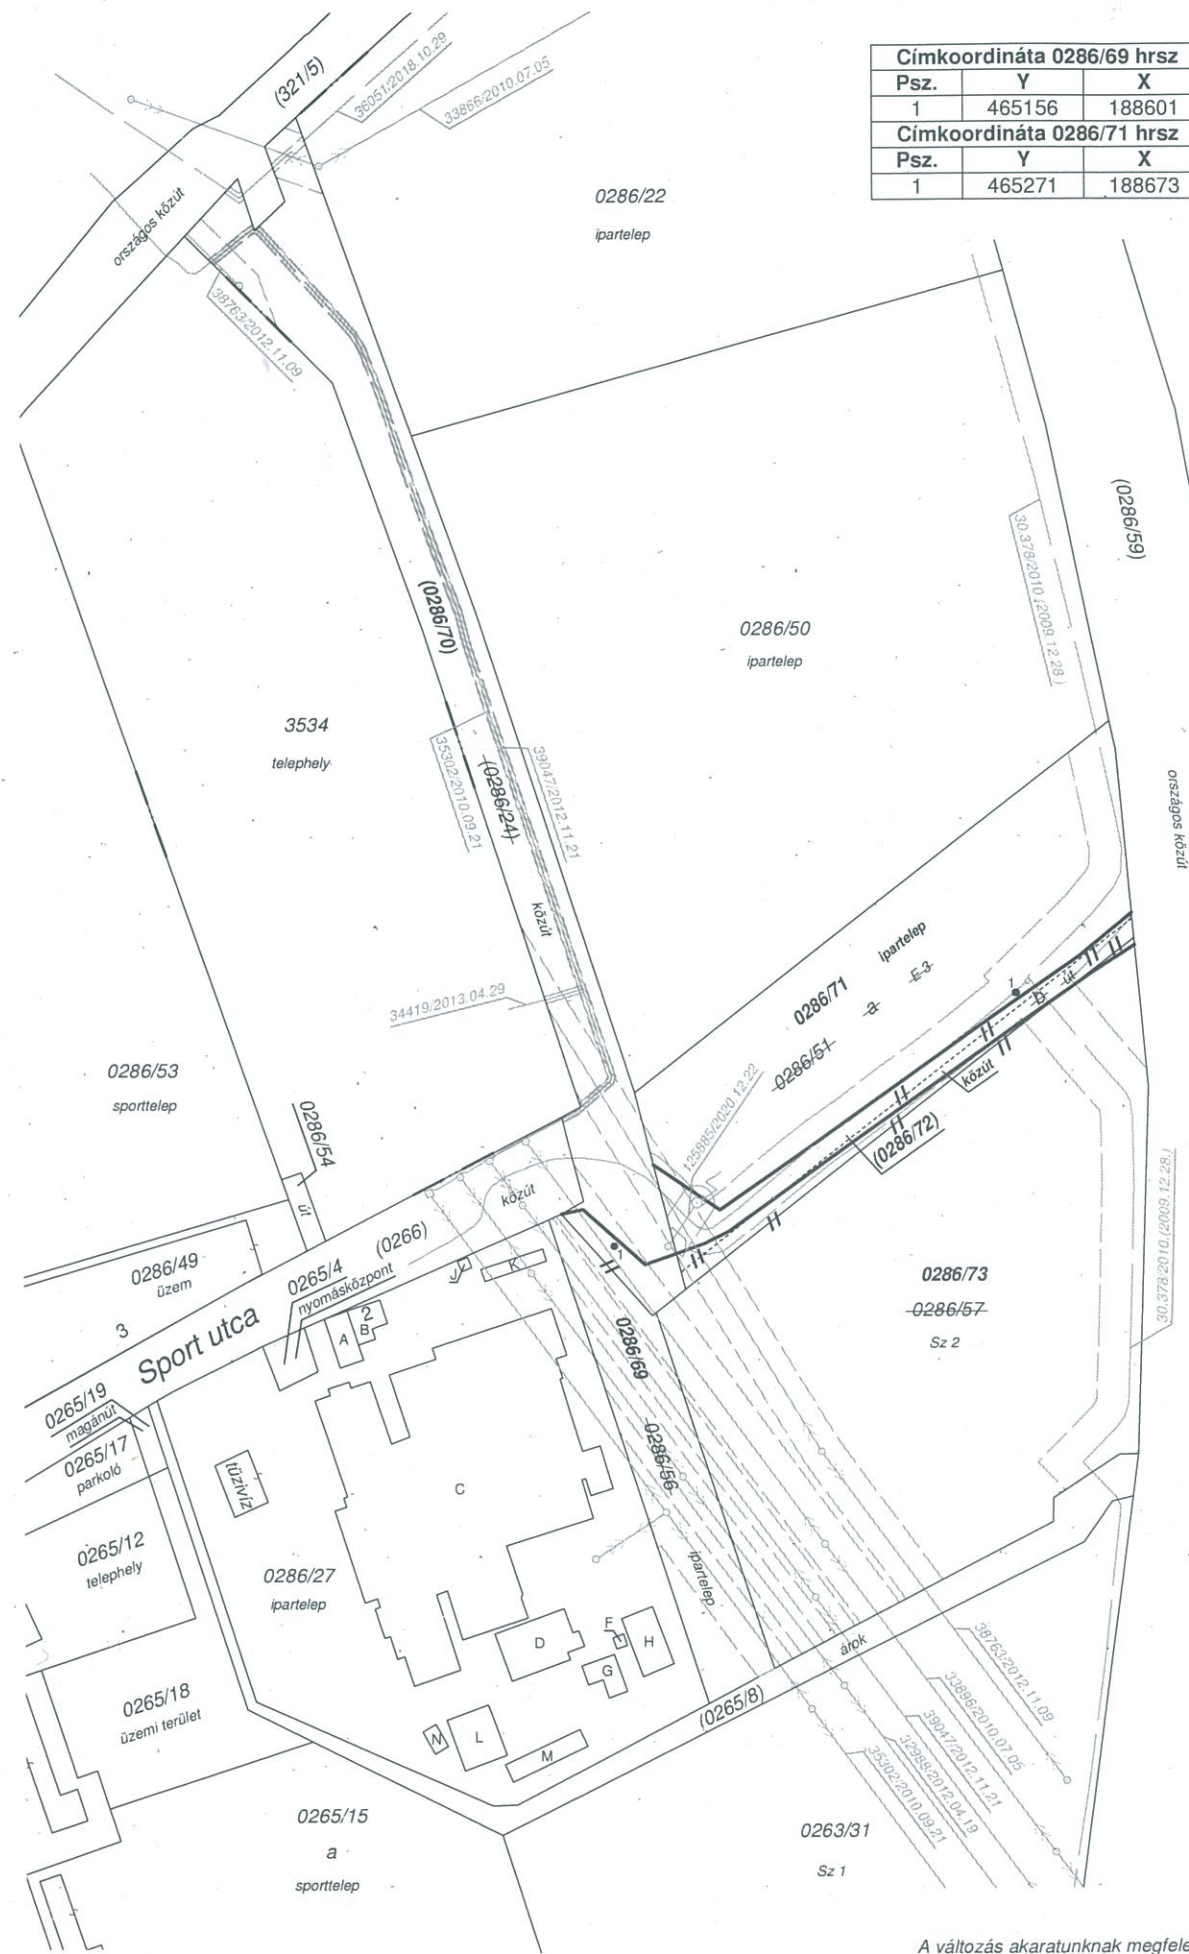 Címkoordináta 0286/69 hrsz
Psz. Y X
1 465156 188601
Címkoordináta 0286/71 hrsz
Psz. Y X
1 465271 188673
(321/5)
36051/2018.10.29
33866/2010.07.05
országos közút
0286/22
ipartelep
38763/2012.11.09
(0286/59)
30.378/2010.(2009.12.28.)
(0286/70)
0286/50
ipartelep
3534
telephely
35302/2010.09.21
(0286/24)
39047/2012.11.21
országos közút
közút
ipartelep
0286/71
a
E 3
0286/51
1
D
út
34419/2013.04.29
0286/53
sporttelep
0286/54
út
125885/2020.12.22
közút
(0286/72)
közút
(0266)
0286/49
üzem
0265/4
nyomásközpont
1
3
Sport utca
J
K
A
B
2
0286/73
0286/57
Sz 2
30.378/2010.(2009.12.28.)
0286/69
0286/56
ipartelep
0265/19
magánút
0265/17
parkoló
tüzivíz
C
0265/12
telephely
0286/27
ipartelep
D
F
G
H
árok
(0265/8)
0265/18
üzemi terület
N
L
M
38763/2012.11.09
33896/2010.07.05
39047/2012.11.21
32988/2012.04.19
35302/2010.09.21
0265/15
a
sporttelep
0263/31
Sz 1
A változás akaratunknak megfele